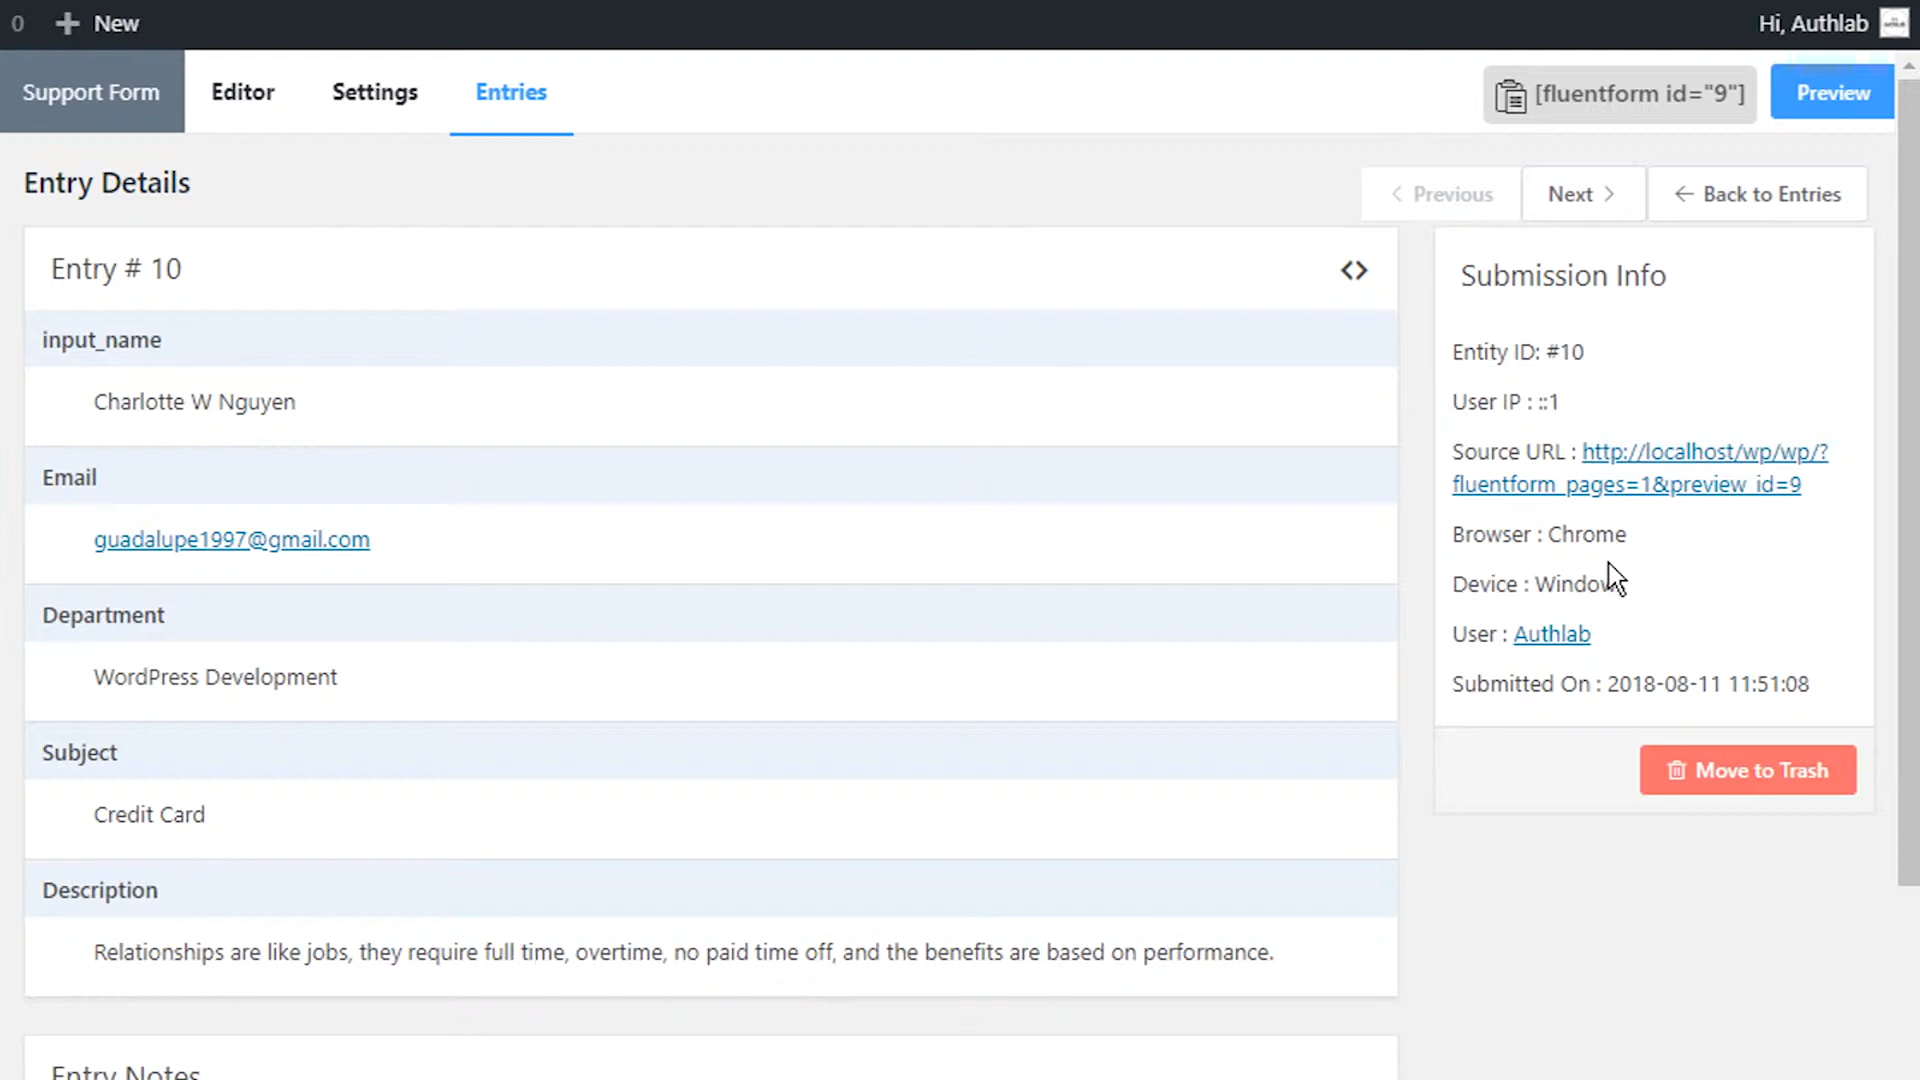 0 New Hi, Authlab
Support Form Editor Settings Entries [fluentform id="9"] Preview
Entry Details
Previous Next Back to Entries
Entry # 10
input_name
Charlotte W Nguyen
Email
guadalupe1997@gmail.com
Department
WordPress Development
Subject
Credit Card
Description
Relationships are like jobs, they require full time, overtime, no paid time off, and the benefits are based on performance.
Entry Notes
Submission Info
Entity ID: #10
User IP : ::1
Source URL : http://localhost/wp/wp/?
fluentform_pages=1&preview_id=9
Browser : Chrome
Device : Window
User : Authlab
Submitted On : 2018-08-11 11:51:08
Move to Trash